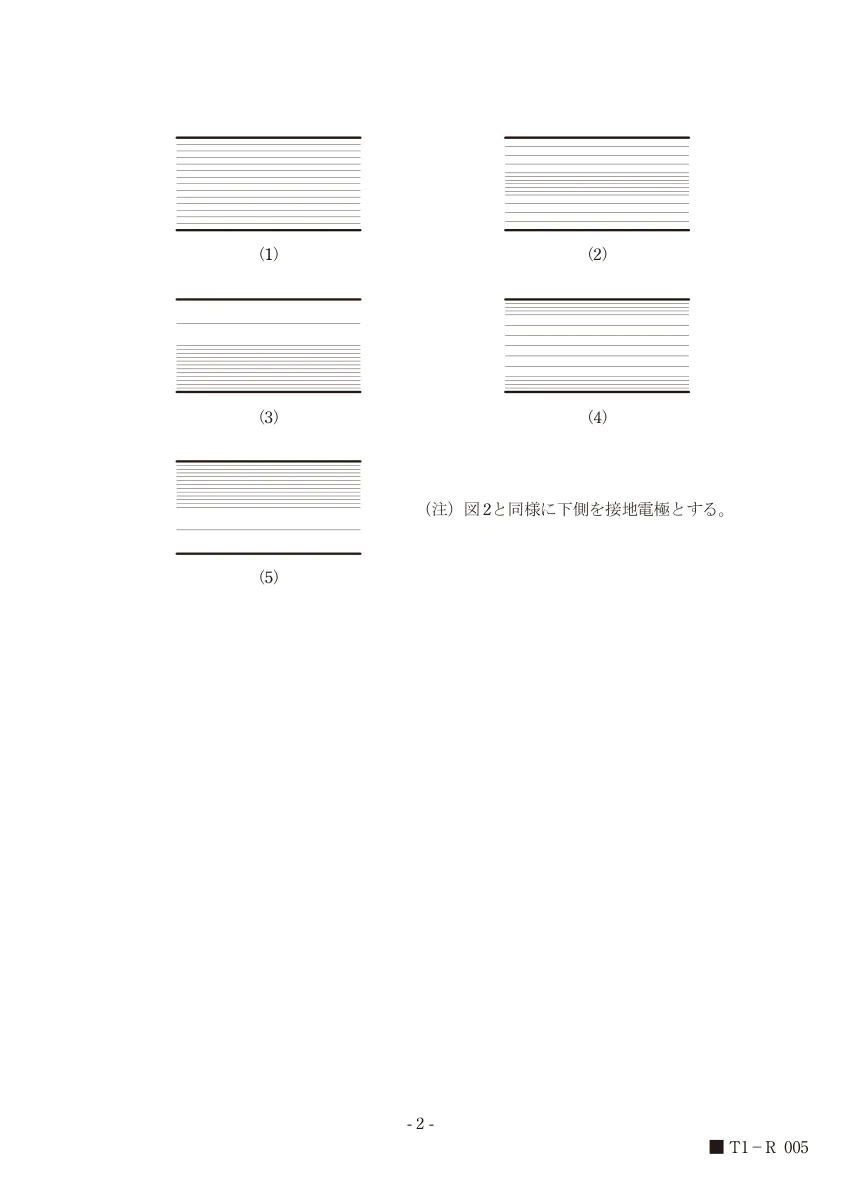 (1)
(2)
(3)
(4)
(5)
(注) 図2と同様に下側を接地電極とする。
- 2 -
■ T1−R 005